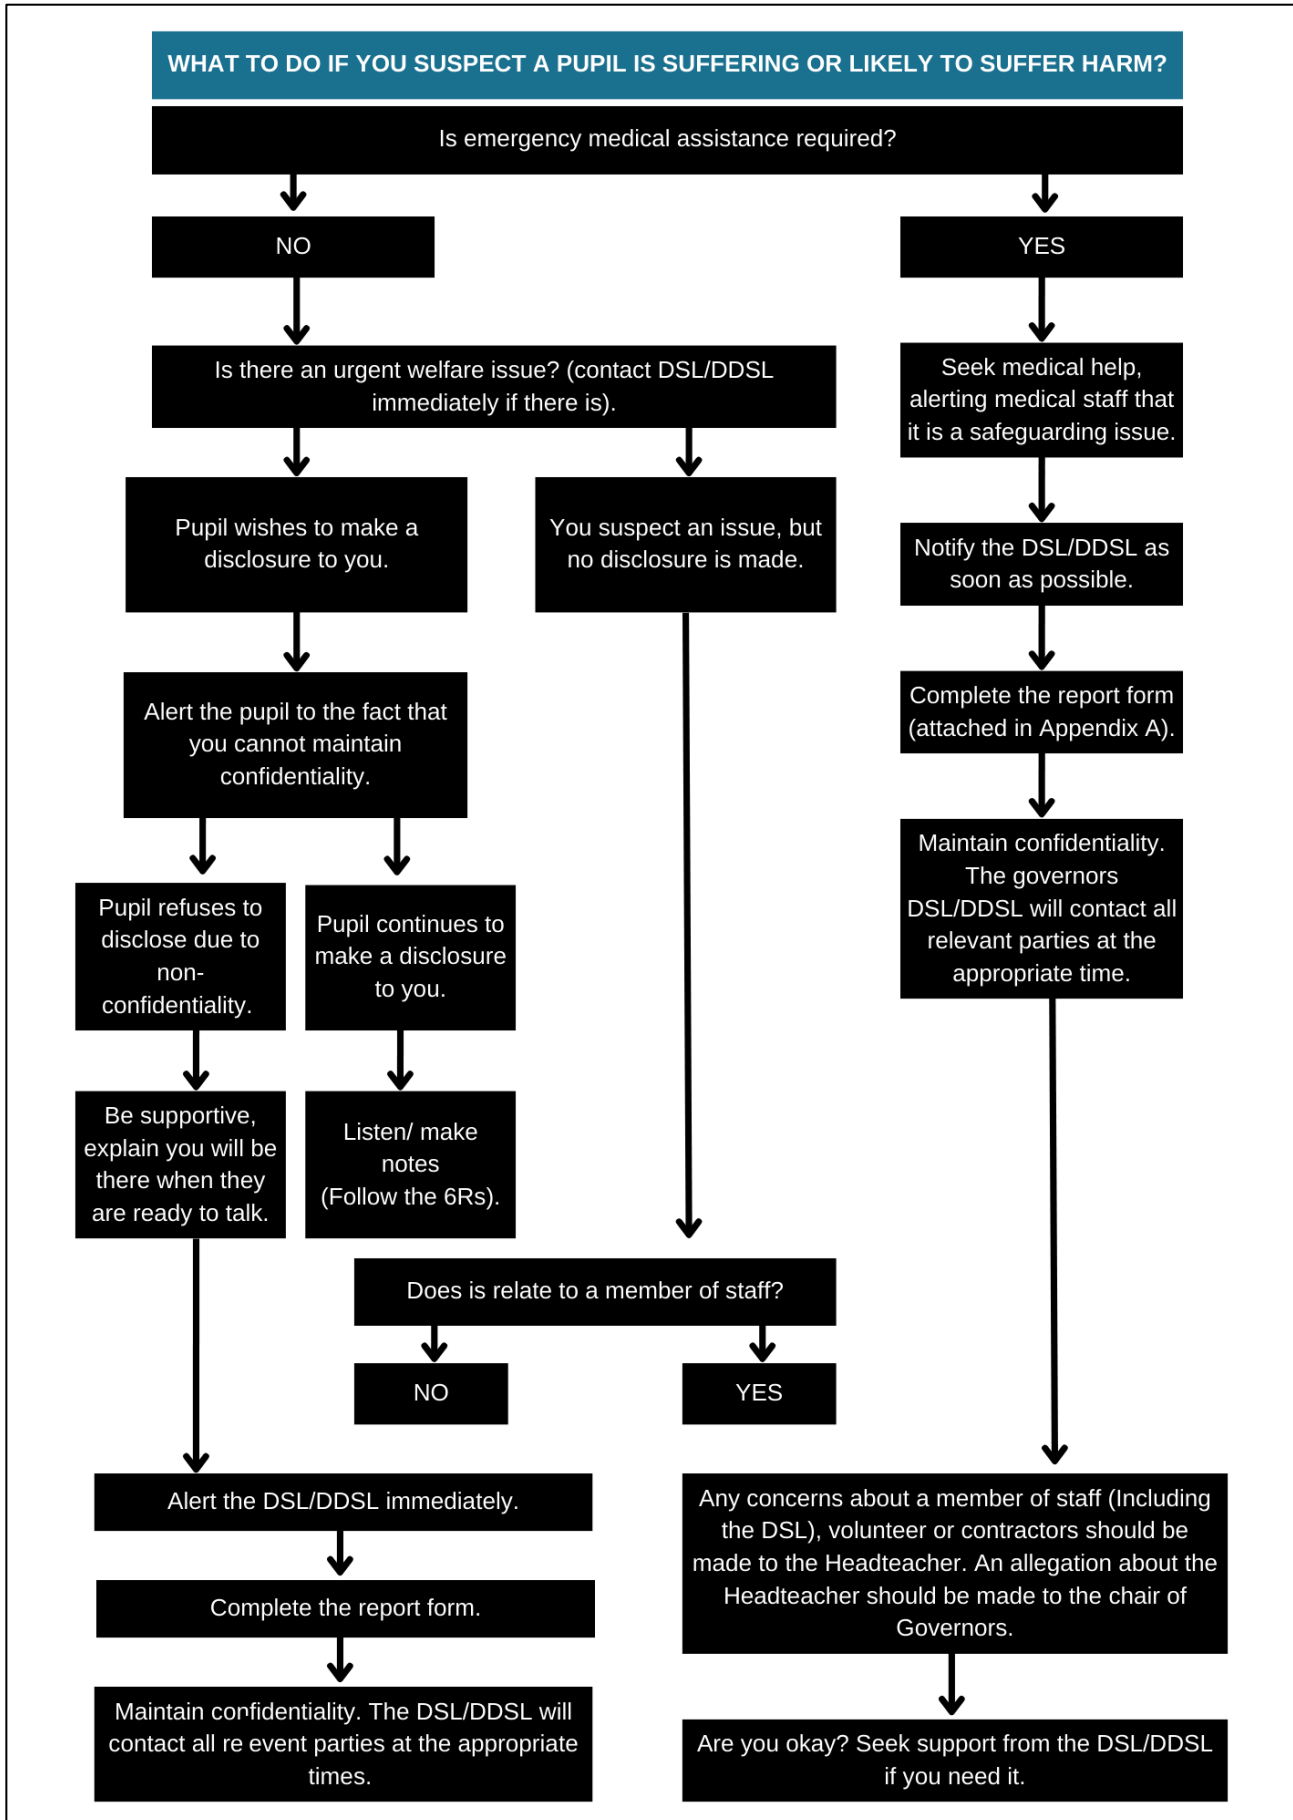 WHAT TO DO IF YOU SUSPECT A PUPIL IS SUFFERING OR LIKELY TO SUFFER HARM?
Is emergency medical assistance required?
NO
YES
Is there an urgent welfare issue? (contact DSL/DDSL
immediately if there is).
Seek medical help,
alerting medical staff that
it is a safeguarding issue.
Pupil wishes to make a
disclosure to you.
You suspect an issue, but
no disclosure is made.
Notify the DSL/DDSL as
soon as possible.
Alert the pupil to the fact that
you cannot maintain
confidentiality.
Complete the report form
(attached in Appendix A).
Maintain confidentiality.
The governors
DSL/DDSL will contact all
relevant parties at the
appropriate time.
Pupil refuses to
disclose due to
non-
confidentiality.
Pupil continues to
make a disclosure
to you.
Be supportive,
explain you will be
there when they
are ready to talk.
Listen/ make
notes
(Follow the 6Rs).
Does is relate to a member of staff?
NO
YES
Alert the DSL/DDSL immediately.
Complete the report form.
Maintain confidentiality. The DSL/DDSL will
contact all re event parties at the appropriate
times.
Any concerns about a member of staff (Including
the DSL), volunteer or contractors should be
made to the Headteacher. An allegation about the
Headteacher should be made to the chair of
Governors.
Are you okay? Seek support from the DSL/DDSL
if you need it.